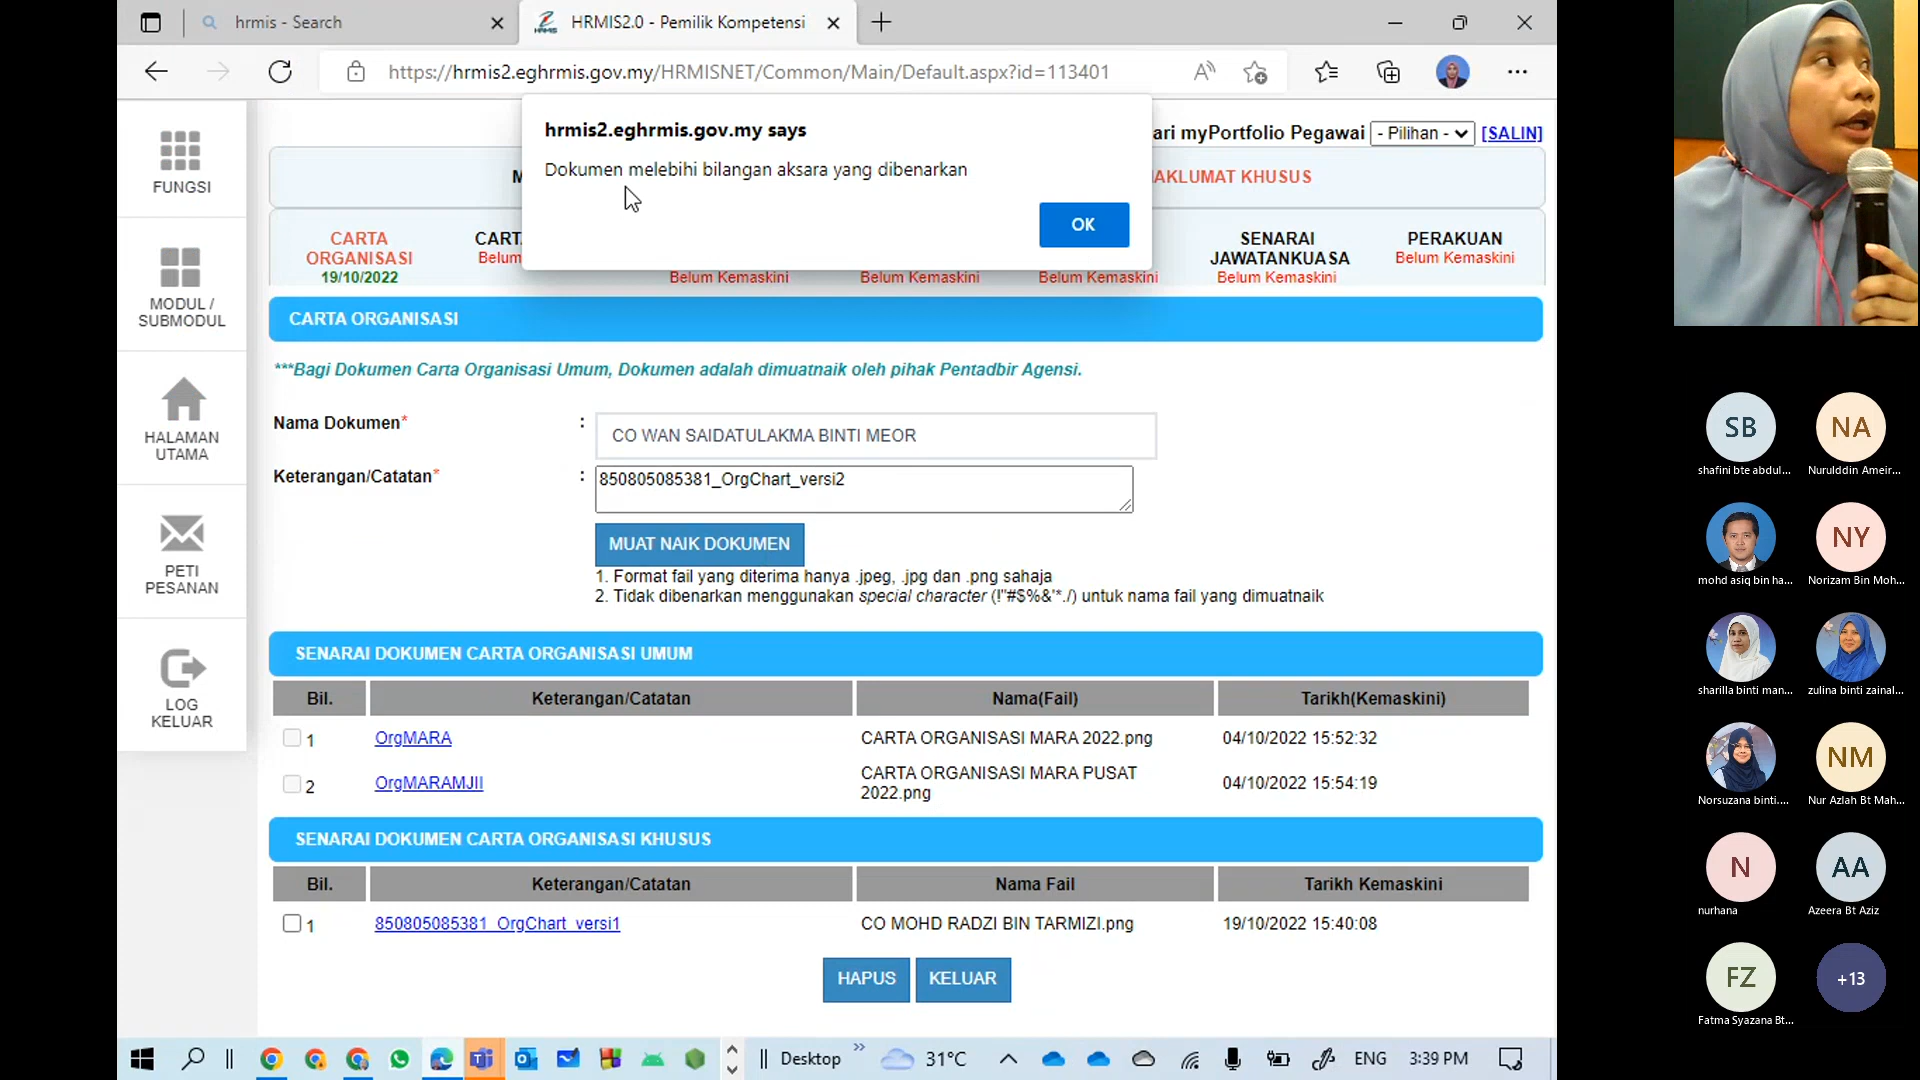 hrmis - Search
HRMIS2.0 - Pemilik Kompetensi
https://hrmis2.eghrmis.gov.my/HRMISNET/Common/Main/Default.aspx?id=113401
hrmis2.eghrmis.gov.my says
Dokumen melebihi bilangan aksara yang dibenarkan
OK
ari myPortfolio Pegawai - Pilihan - [SALIN]
M
AKLUMAT KHUSUS
CARTA ORGANISASI
19/10/2022
CART
Belum
Belum Kemaskini
Belum Kemaskini
Belum Kemaskini
SENARAI JAWATANKUASA
Belum Kemaskini
PERAKUAN
Belum Kemaskini
FUNGSI
MODUL /
SUBMODUL
HALAMAN
UTAMA
PETI
PESANAN
LOG
KELUAR
CARTA ORGANISASI
***Bagi Dokumen Carta Organisasi Umum, Dokumen adalah dimuatnaik oleh pihak Pentadbir Agensi.
Nama Dokumen* : CO WAN SAIDATULAKMA BINTI MEOR
Keterangan/Catatan* : 850805085381_OrgChart_versi2
MUAT NAIK DOKUMEN
1. Format fail yang diterima hanya .jpeg, .jpg dan .png sahaja
2. Tidak dibenarkan menggunakan special character (!"#$%&'*./) untuk nama fail yang dimuatnaik
SENARAI DOKUMEN CARTA ORGANISASI UMUM
Bil. Keterangan/Catatan Nama(Fail) Tarikh(Kemaskini)
1 OrgMARA CARTA ORGANISASI MARA 2022.png 04/10/2022 15:52:32
2 OrgMARAMJII CARTA ORGANISASI MARA PUSAT 2022.png 04/10/2022 15:54:19
SENARAI DOKUMEN CARTA ORGANISASI KHUSUS
Bil. Keterangan/Catatan Nama Fail Tarikh Kemaskini
1 850805085381_OrgChart_versi1 CO MOHD RADZI BIN TARMIZI.png 19/10/2022 15:40:08
HAPUS KELUAR
Desktop 31°C ENG 3:39 PM
SB NA
shafini bte abdul... Nurulddin Ameir...
NY
mohd asiq bin ha... Norizam Bin Moh...
sharilla binti man... zulina binti zainal...
NM
Norsuzana binti.... Nur Azlah Bt Mah...
N AA
nurhana Azeera Bt Aziz
FZ +13
Fatma Syazana Bt...